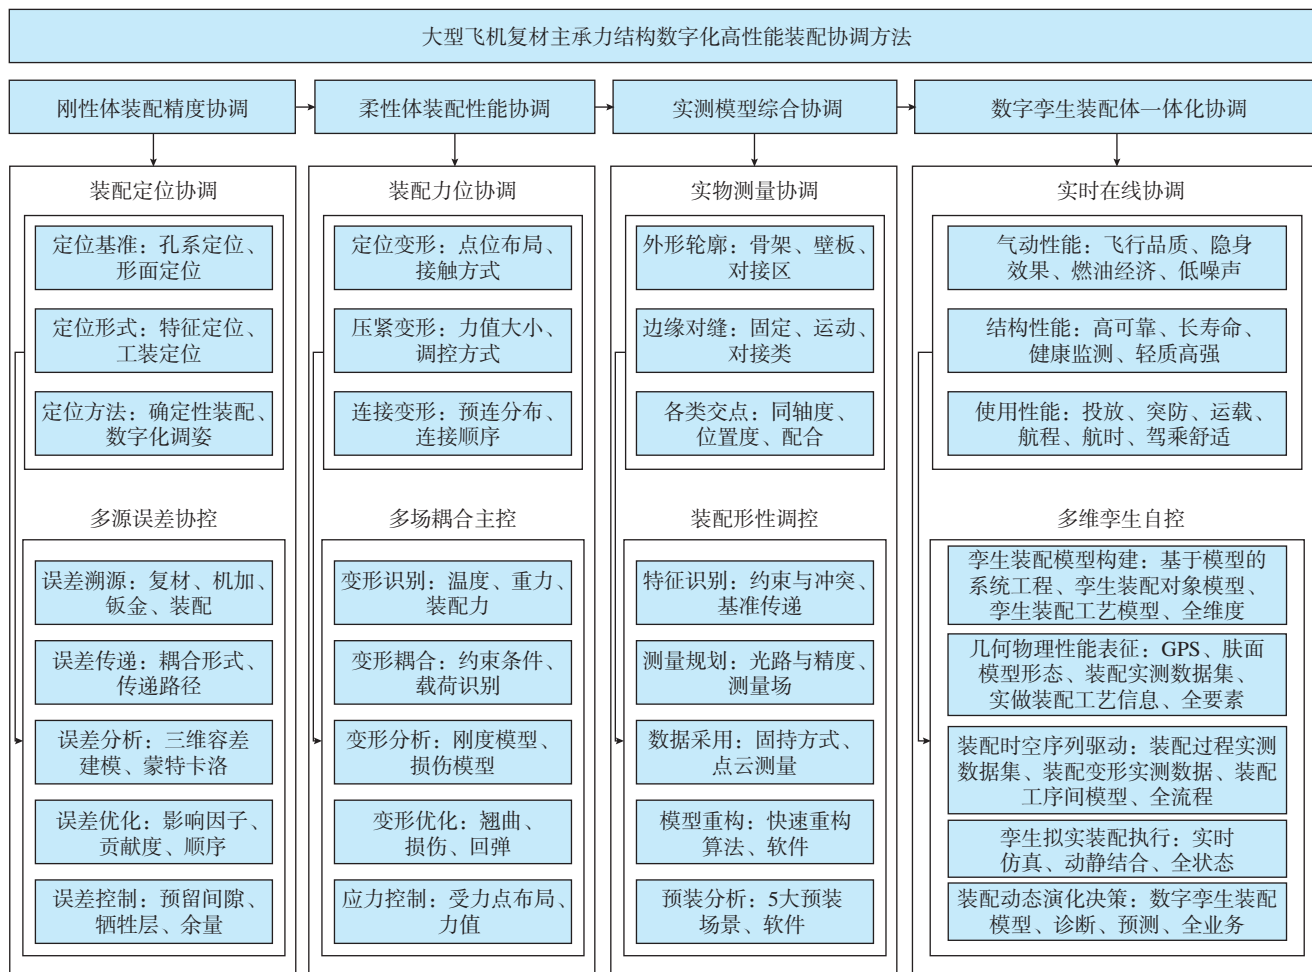 大型飞机复材主承力结构数字化高性能装配协调方法
刚性体装配精度协调
柔性体装配性能协调
实测模型综合协调
数字孪生装配体一体化协调
装配定位协调
定位基准：孔系定位、
形面定位
定位形式：特征定位、
工装定位
定位方法：确定性装配、
数字化调姿
多源误差协控
误差溯源：复材、机加、
钣金、装配
误差传递：耦合形式、
传递路径
误差分析：三维容差
建模、蒙特卡洛
误差优化：影响因子、
贡献度、顺序
误差控制：预留间隙、
牺牲层、余量
装配力位协调
定位变形：点位布局、
接触方式
压紧变形：力值大小、
调控方式
连接变形：预连分布、
连接顺序
多场耦合主控
变形识别：温度、重力、
装配力
变形耦合：约束条件、
载荷识别
变形分析：刚度模型、
损伤模型
变形优化：翘曲、
损伤、回弹
应力控制：受力点布局、
力值
实物测量协调
外形轮廓：骨架、壁板、
对接区
边缘对缝：固定、运动、
对接类
各类交点：同轴度、
位置度、配合
装配形性调控
特征识别：约束与冲突、
基准传递
测量规划：光路与精度、
测量场
数据采用：固持方式、
点云测量
模型重构：快速重构
算法、软件
预装分析：5大预装
场景、软件
实时在线协调
气动性能：飞行品质、隐身
效果、燃油经济、低噪声
结构性能：高可靠、长寿命、
健康监测、轻质高强
使用性能：投放、突防、运载、
航程、航时、驾乘舒适
多维孪生自控
孪生装配模型构建：基于模型的
系统工程、孪生装配对象模型、
孪生装配工艺模型、全维度
几何物理性能表征：GPS、肤面
模型形态、装配实测数据集、
实做装配工艺信息、全要素
装配时空序列驱动：装配过程实测
数据集、装配变形实测数据、装配
工序间模型、全流程
孪生拟实装配执行：实时
仿真、动静结合、全状态
装配动态演化决策：数字孪生装配
模型、诊断、预测、全业务